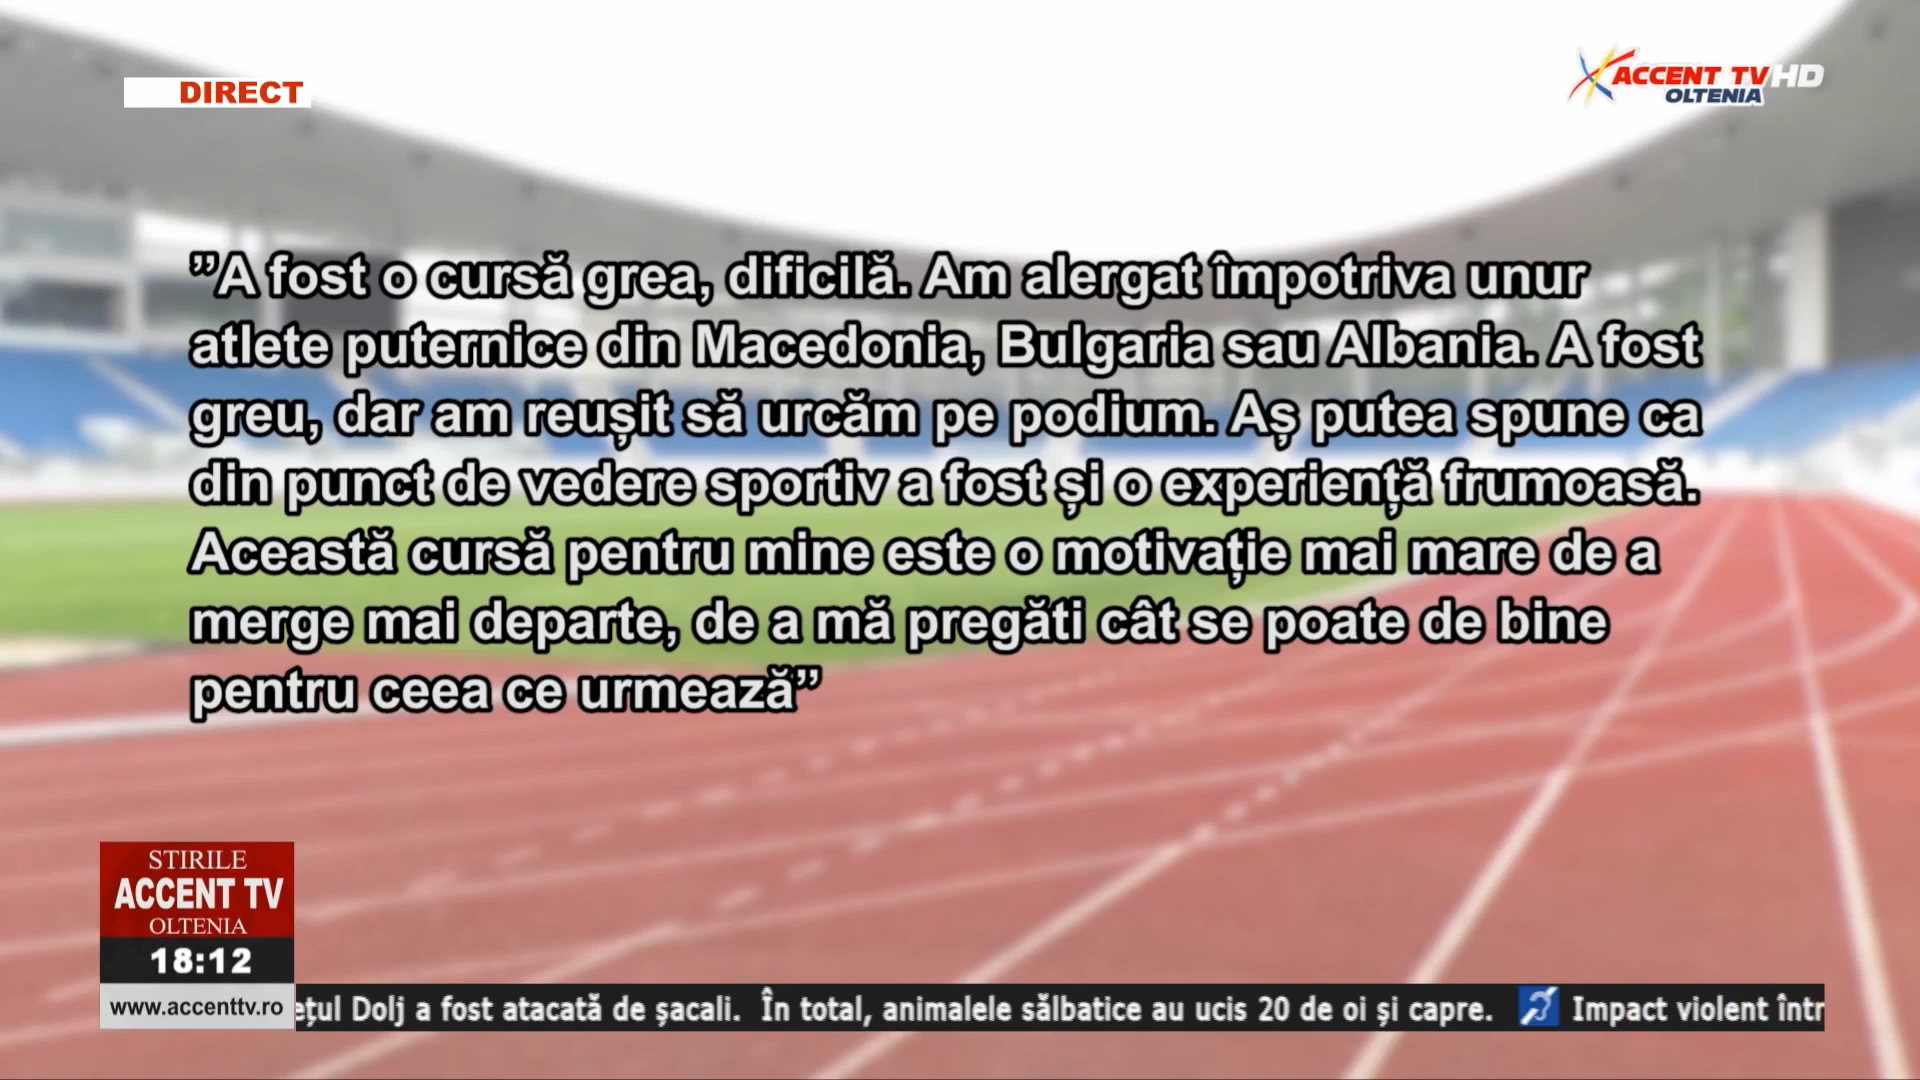 DIRECT
ACCENT TV HD
OLTENIA
”A fost o cursă grea, dificilă. Am alergat împotriva unur
atlete puternice din Macedonia, Bulgaria sau Albania. A fost
greu, dar am reușit să urcăm pe podium. Aș putea spune ca
din punct de vedere sportiv a fost și o experiență frumoasă.
Această cursă pentru mine este o motivație mai mare de a
merge mai departe, de a mă pregăti cât se poate de bine
pentru ceea ce urmează”
STIRILE
ACCENT TV
OLTENIA
18:12
www.accenttv.ro
ețul Dolj a fost atacată de șacali. În total, animalele sălbatice au ucis 20 de oi și capre. Impact violent într